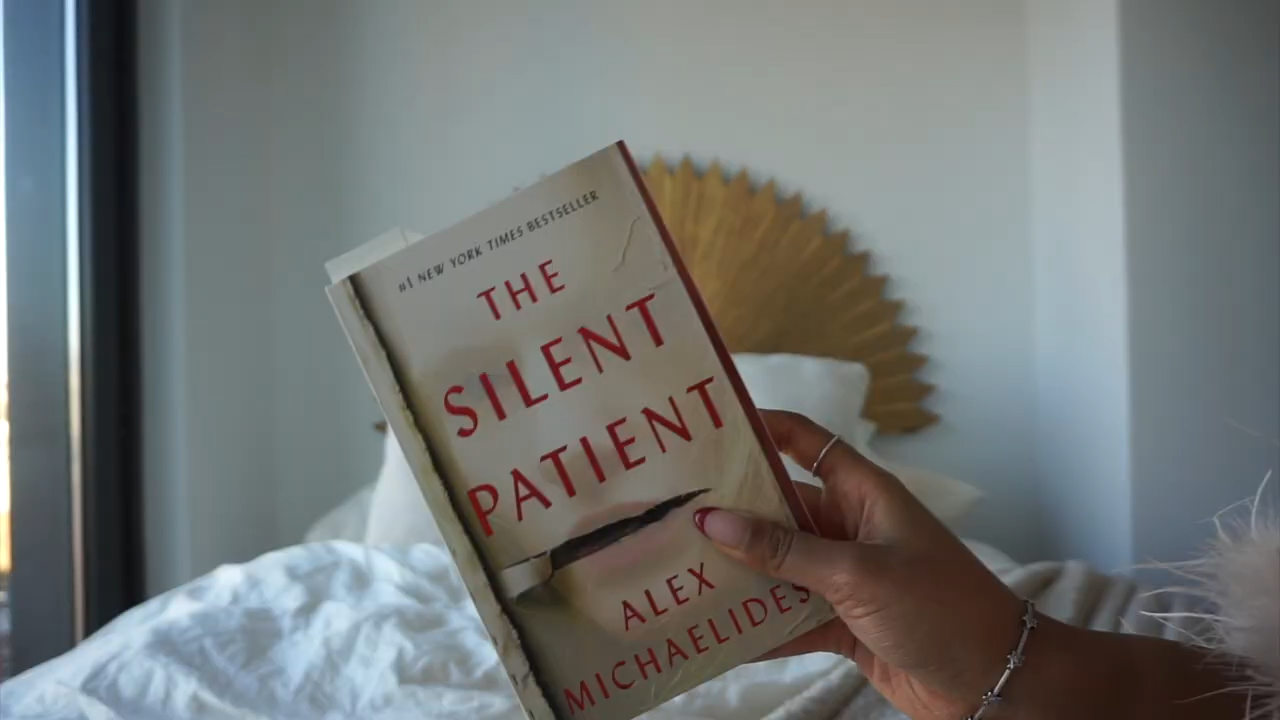 #1 NEW YORK TIMES BESTSELLER
THE
SILENT
PATIENT
ALEX
MICHAELIDES